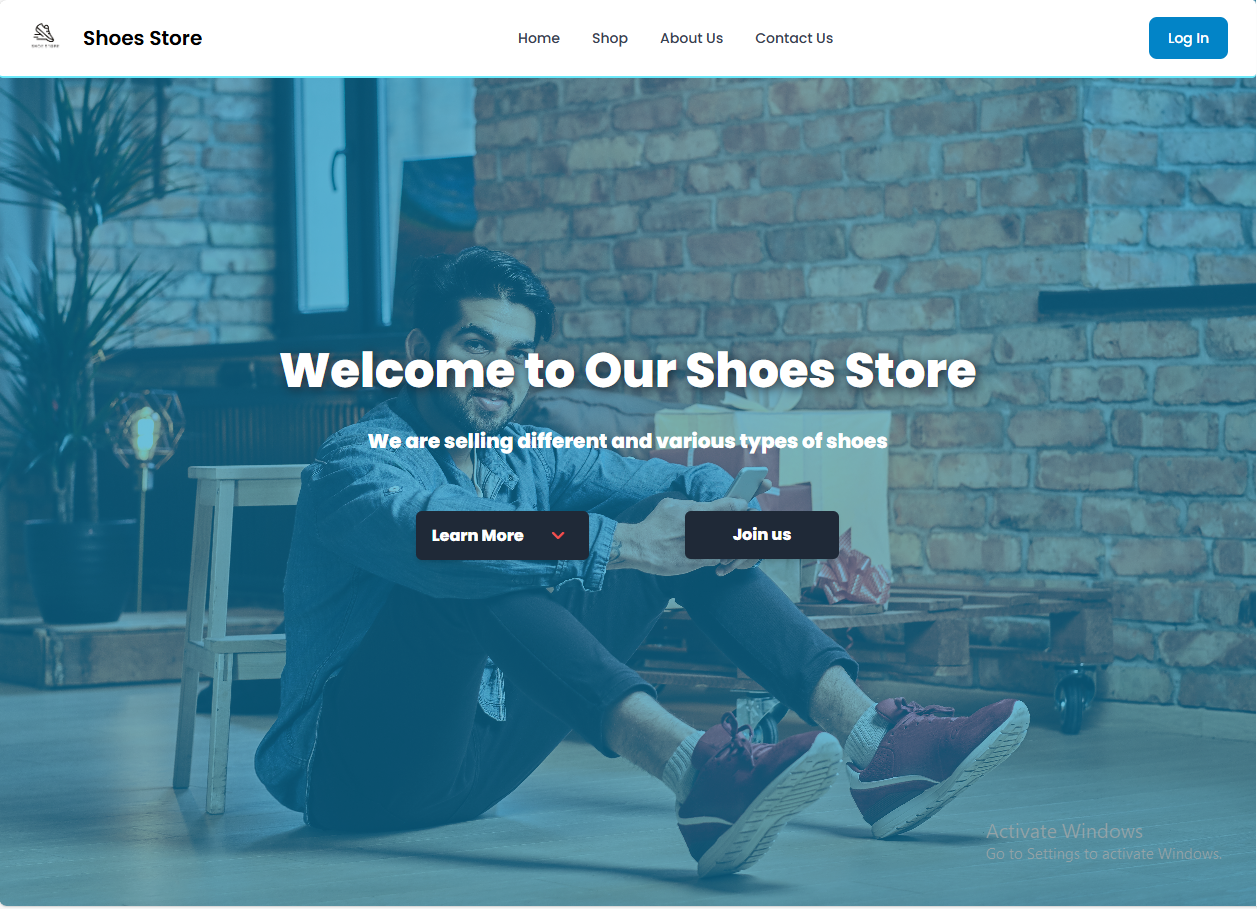 Shoes Store
Home
Shop
About Us
Contact Us
Log In
Welcome to Our Shoes Store
We are selling different and various types of shoes
Learn More
Join us
Activate Windows
Go to Settings to activate Windows.